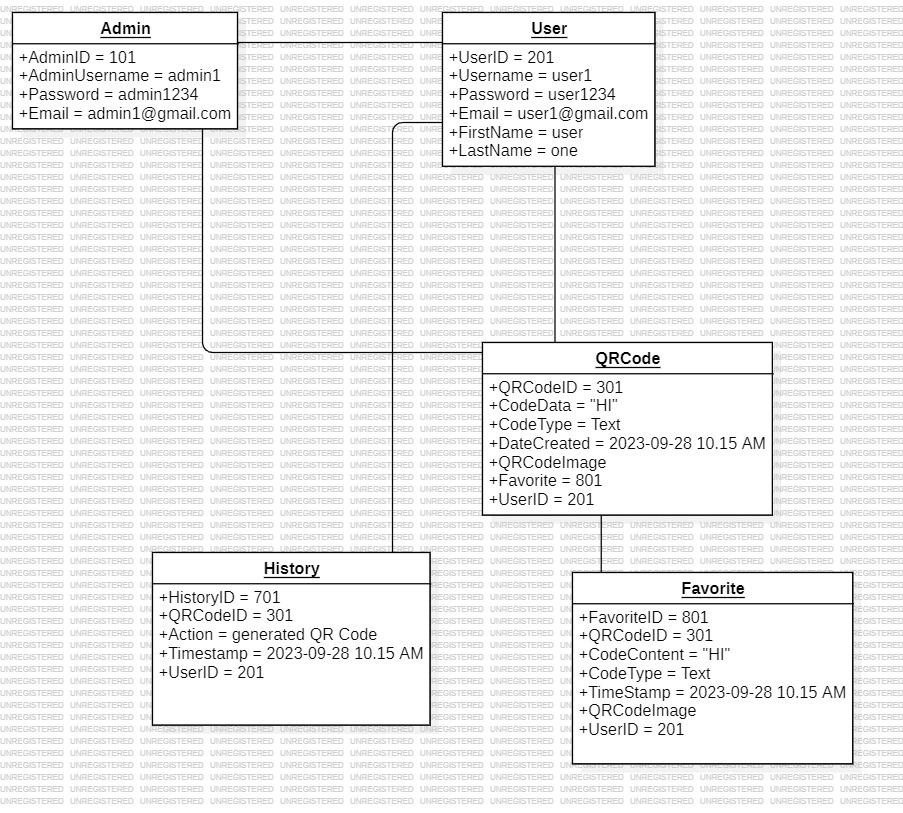 Admin
+AdminID = 101
+AdminUsername = admin1
+Password = admin1234
+Email = admin1@gmail.com
User
+UserID = 201
+Username = user1
+Password = user1234
+Email = user1@gmail.com
+FirstName = user
+LastName = one
QRCode
+QRCodeID = 301
+CodeData = "HI"
+CodeType = Text
+DateCreated = 2023-09-28 10.15 AM
+QRCodeImage
+Favorite = 801
+UserID = 201
History
+HistoryID = 701
+QRCodeID = 301
+Action = generated QR Code
+Timestamp = 2023-09-28 10.15 AM
+UserID = 201
Favorite
+FavoriteID = 801
+QRCodeID = 301
+CodeContent = "HI"
+CodeType = Text
+TimeStamp = 2023-09-28 10.15 AM
+QRCodeImage
+UserID = 201
UNREGISTERED